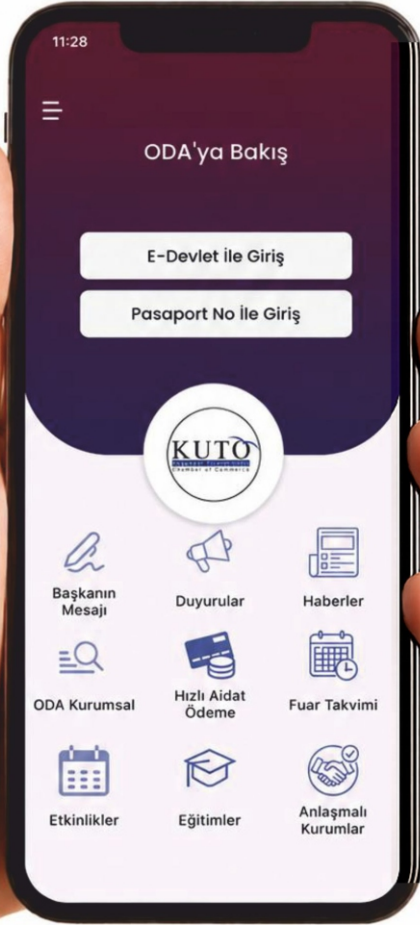 11:28
ODA'ya Bakış
E-Devlet İle Giriş
Pasaport No İle Giriş
KUTO
Chamber of Commerce
Başkanın
Mesajı
Duyurular
Haberler
ODA Kurumsal
Hızlı Aidat
Ödeme
Fuar Takvimi
Etkinlikler
Eğitimler
Anlaşmalı
Kurumlar